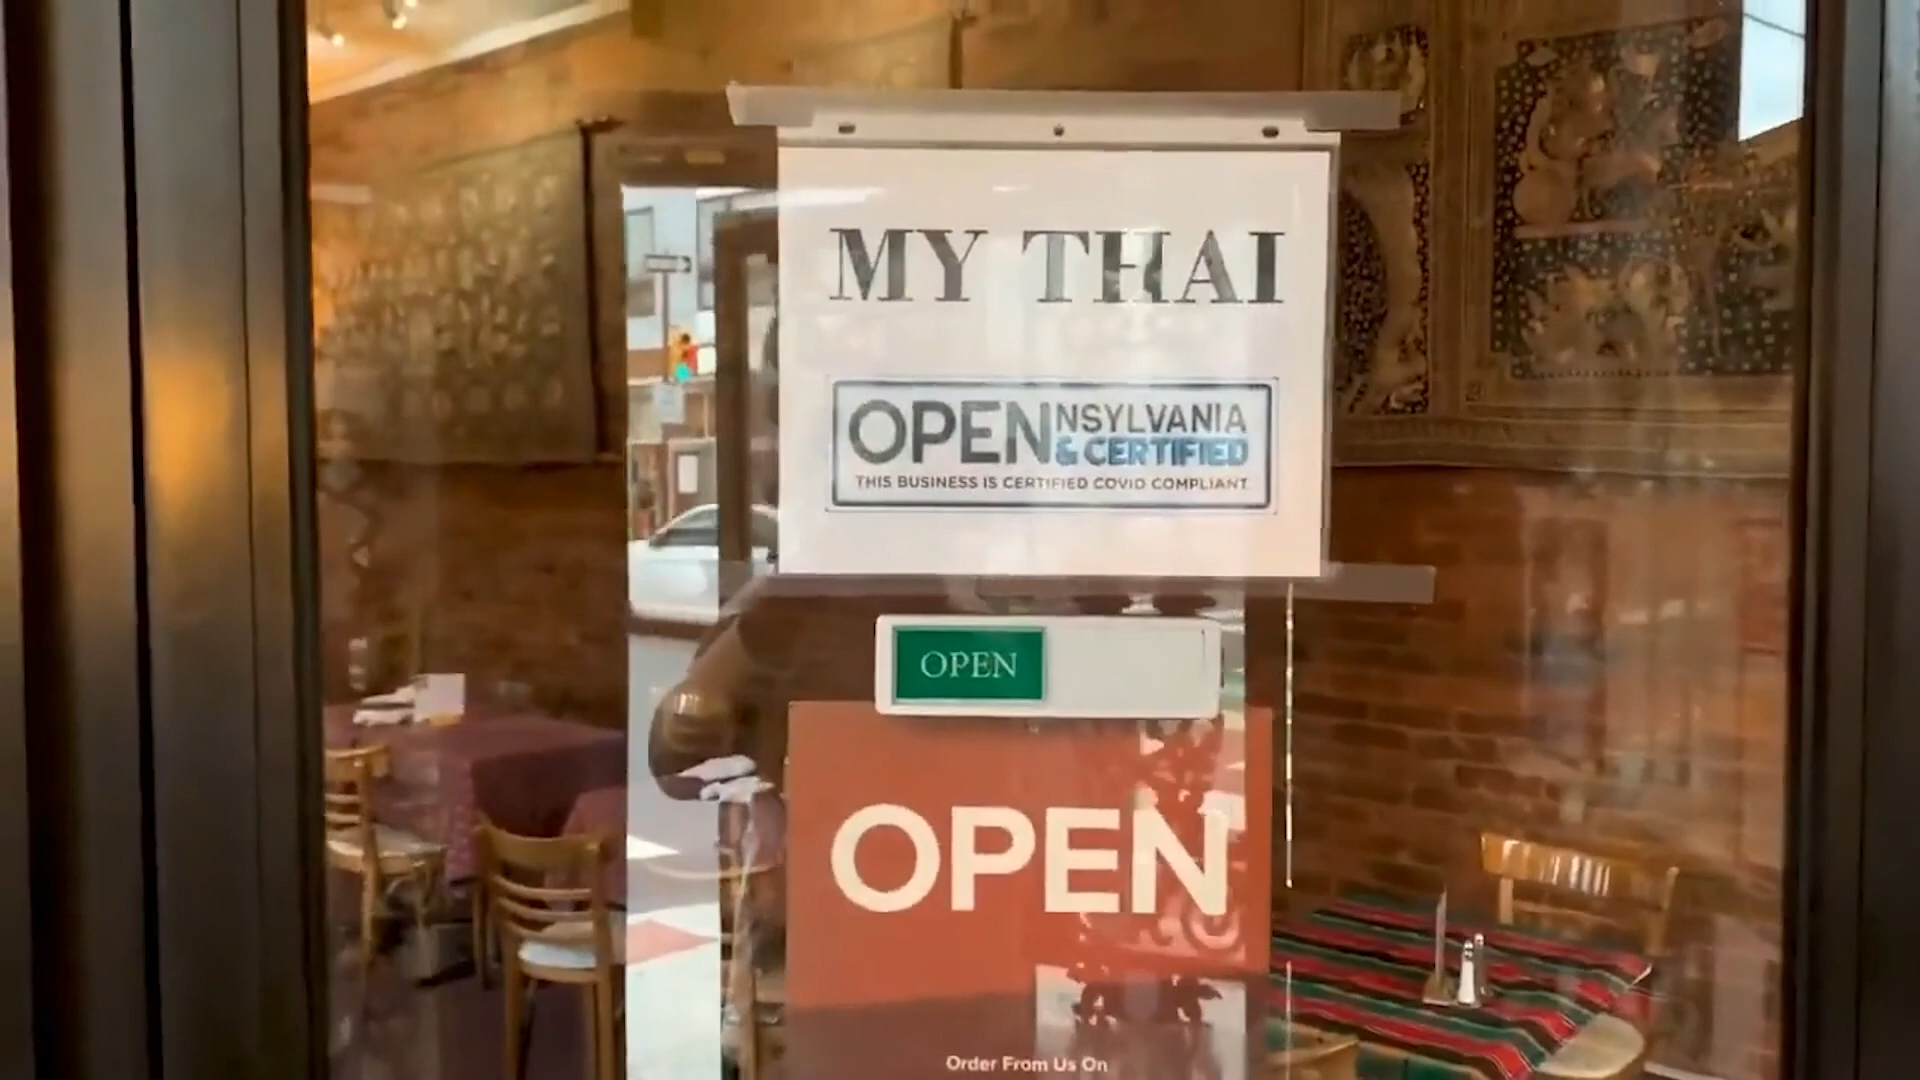 MY THAI
OPENNSYLVANIA
& CERTIFIED
THIS BUSINESS IS CERTIFIED COVID COMPLIANT
OPEN
OPEN
Order From Us On